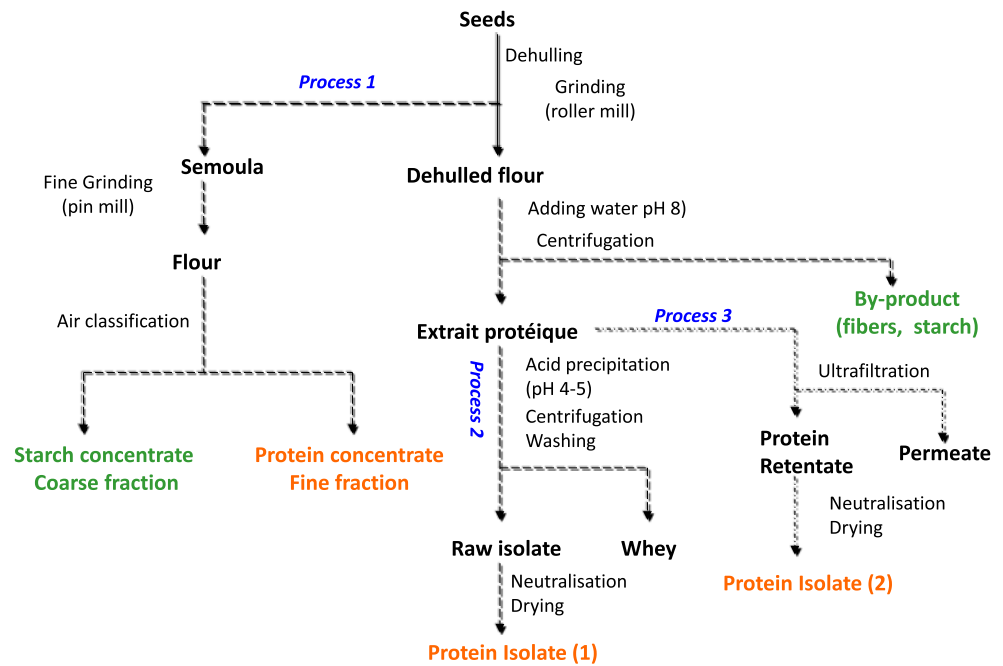 Seeds
Dehulling
Process 1
Grinding
(roller mill)
Semoula
Dehulled flour
Fine Grinding
(pin mill)
Adding water pH 8)
Centrifugation
Flour
By-product
(fibers, starch)
Air classification
Process 3
Extrait protéique
Process 2
Acid precipitation
(pH 4-5)
Centrifugation
Washing
Ultrafiltration
Starch concentrate
Coarse fraction
Protein concentrate
Fine fraction
Protein
Retentate
Permeate
Neutralisation
Drying
Raw isolate
Whey
Neutralisation
Drying
Protein Isolate (2)
Protein Isolate (1)